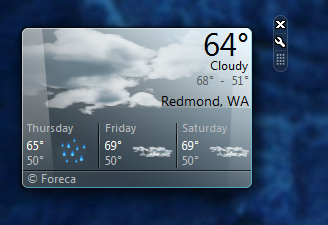 64°
Cloudy
68° - 51°
Redmond, WA
Thursday Friday Saturday
65° 69° 69°
50° 50° 50°
© Foreca